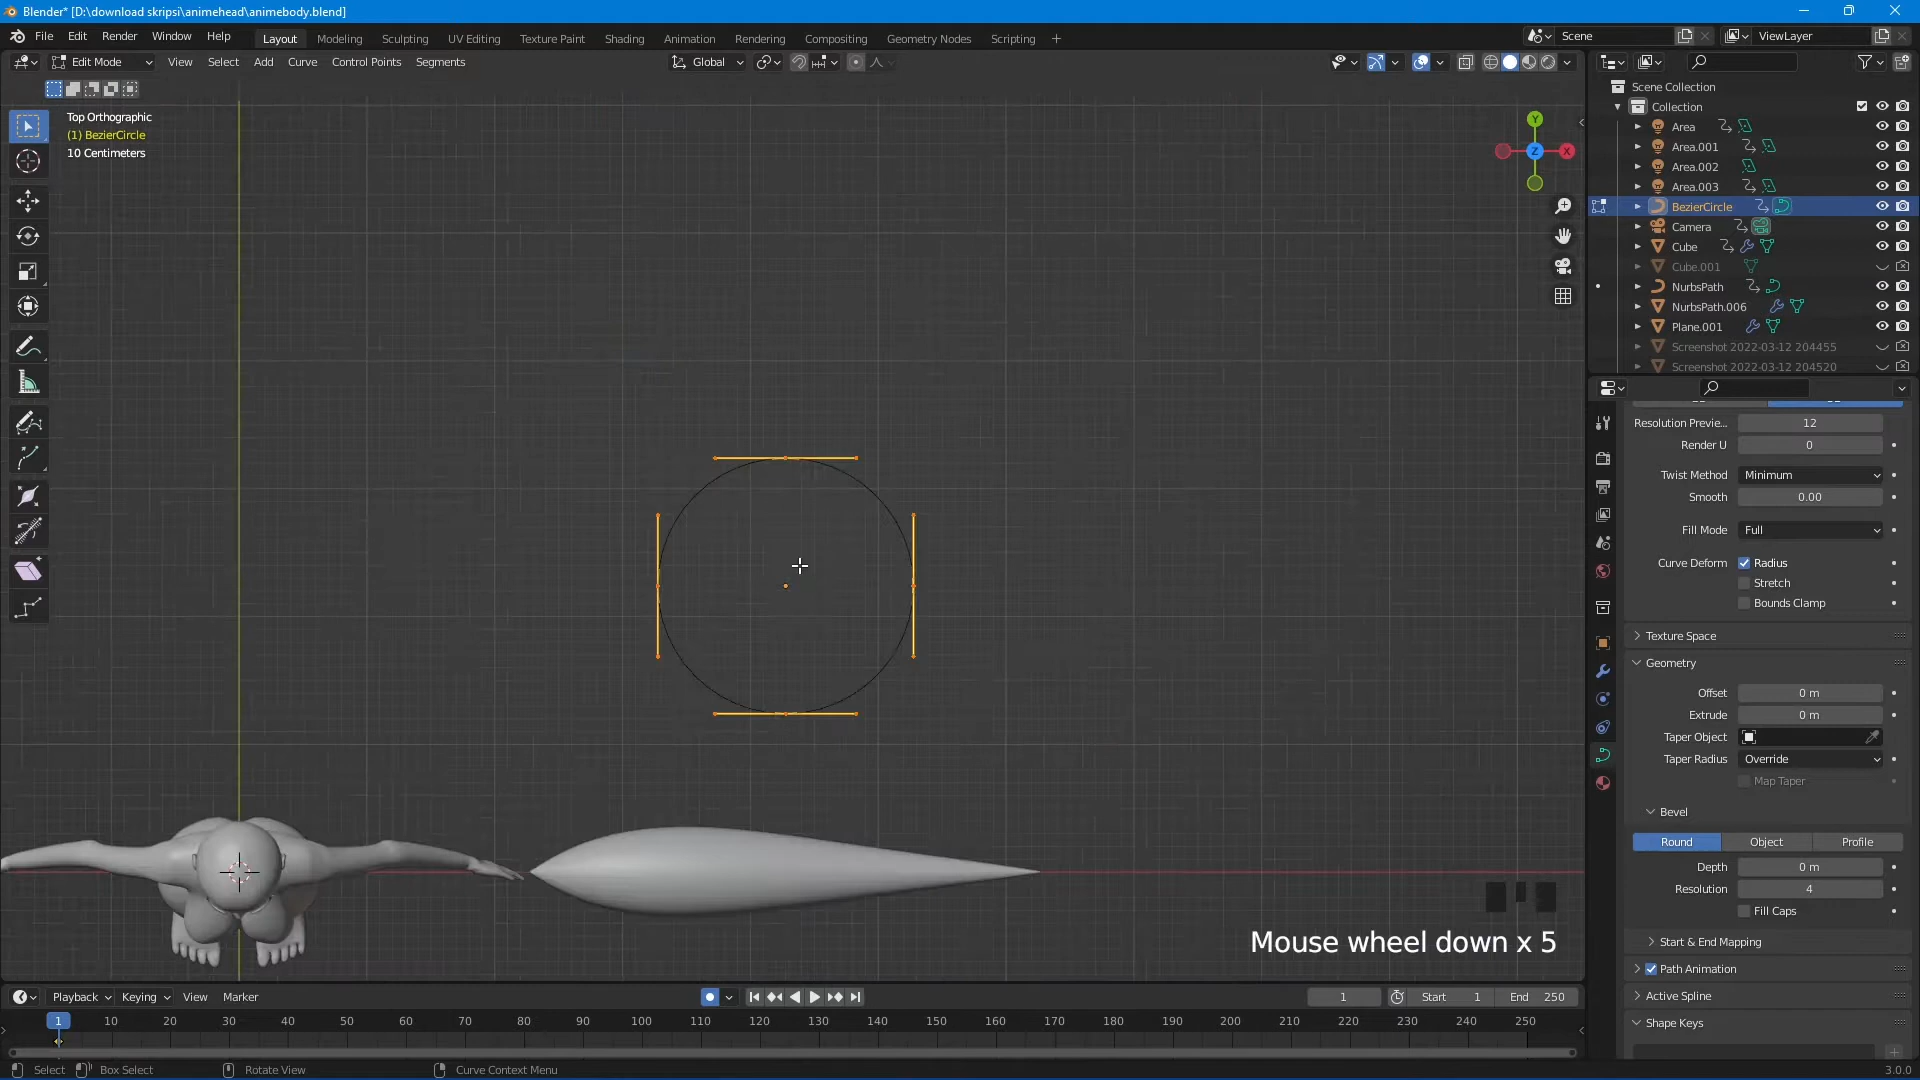 Blender* [D:\download skripsi\animehead\animebody.blend]
File Edit Render Window Help Layout Modeling Sculpting UV Editing Texture Paint Shading Animation Rendering Compositing Geometry Nodes Scripting + Scene ViewLayer
Edit Mode View Select Add Curve Control Points Segments Global
Top Orthographic
(1) BezierCircle
10 Centimeters
Y
Z X
Scene Collection
Collection
Area
Area.001
Area.002
Area.003
BezierCircle
Camera
Cube
Cube.001
NurbsPath
NurbsPath.006
Plane.001
Screenshot 2022-03-12 204455
Screenshot 2022-03-12 204520
Resolution Previe... 12
Render U 0
Twist Method Minimum
Smooth 0.00
Fill Mode Full
Curve Deform Radius
Stretch
Bounds Clamp
Texture Space
Geometry
Offset 0 m
Extrude 0 m
Taper Object
Taper Radius Override
Map Taper
Bevel
Round Object Profile
Depth 0 m
Resolution 4
Fill Caps
Start & End Mapping
Path Animation
Active Spline
Shape Keys
Mouse wheel down x 5
Playback Keying View Marker 1 Start 1 End 250
1 10 20 30 40 50 60 70 80 90 100 110 120 130 140 150 160 170 180 190 200 210 220 230 240 250
Select Box Select Rotate View Curve Context Menu 3.0.0